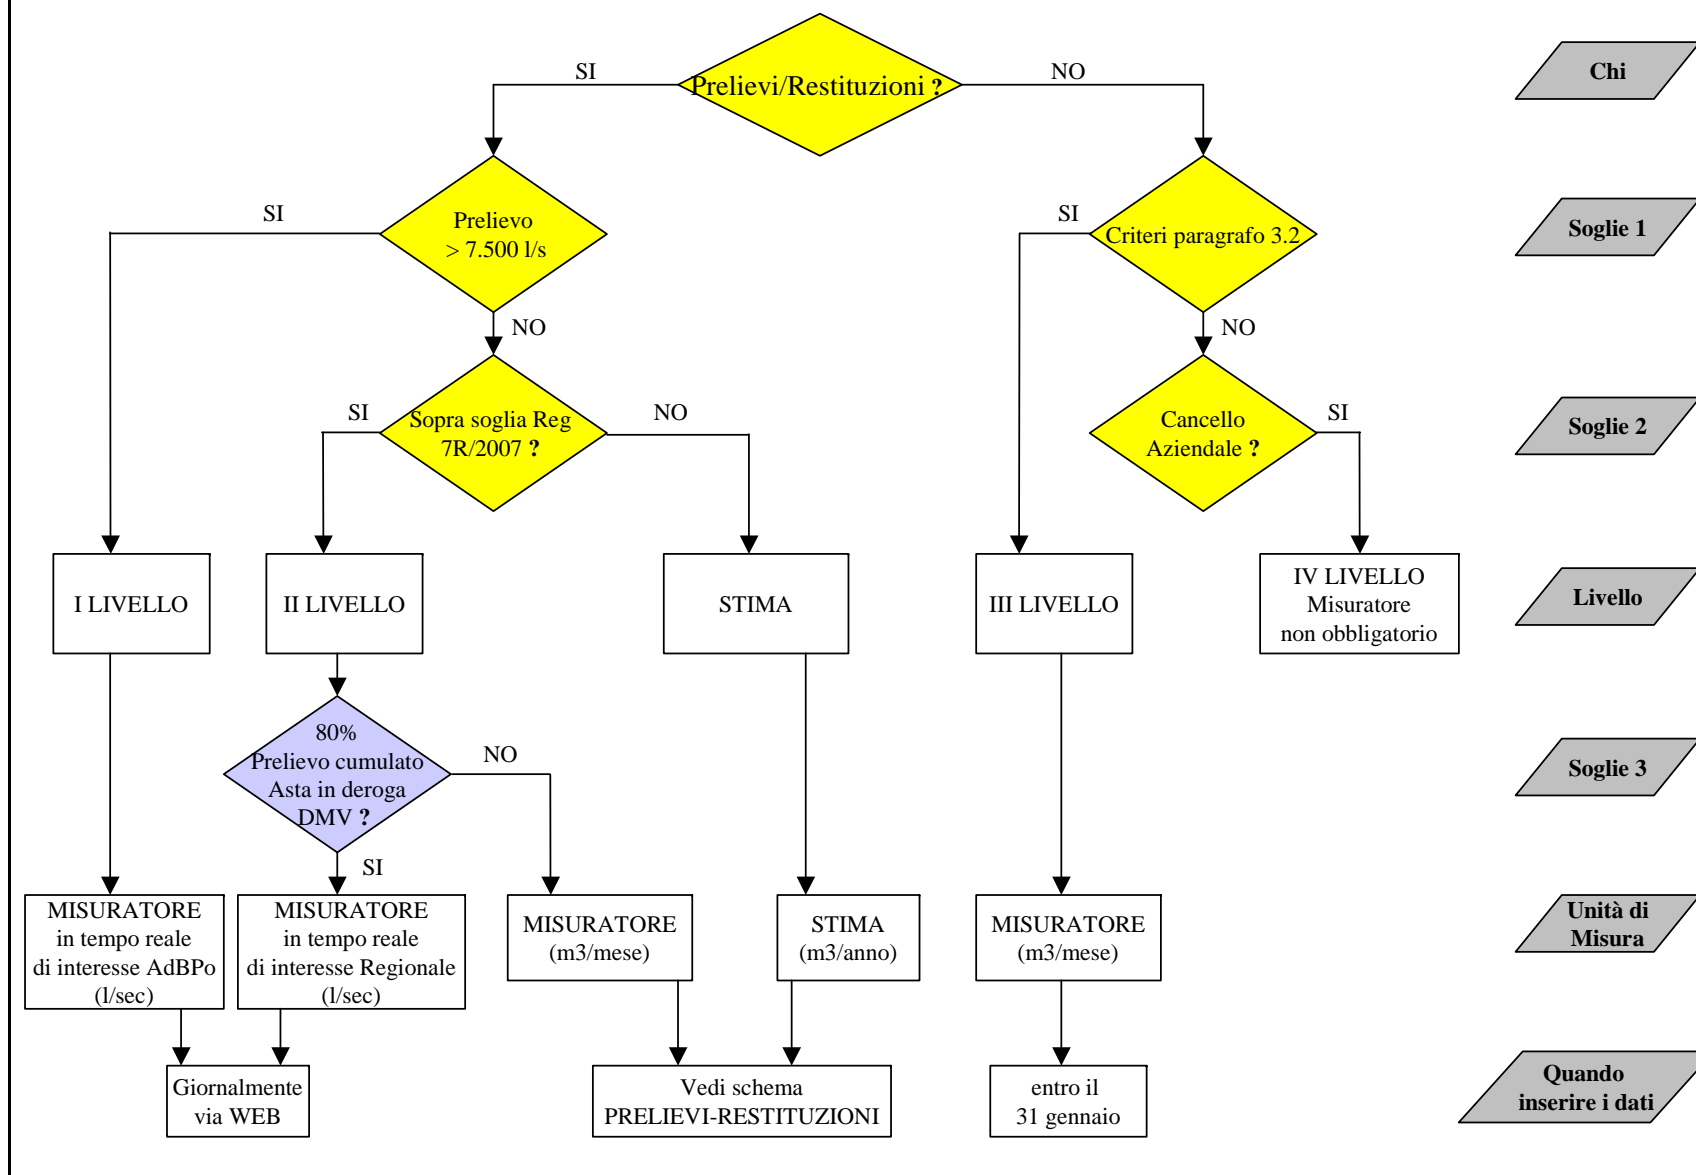 SI
Prelievi/Restituzioni ?
NO
Chi
SI
Prelievo
> 7.500 l/s
SI
Criteri paragrafo 3.2
Soglie 1
NO
NO
SI
Sopra soglia Reg
7R/2007 ?
NO
Cancello
Aziendale ?
SI
Soglie 2
I LIVELLO
II LIVELLO
STIMA
III LIVELLO
IV LIVELLO
Misuratore
non obbligatorio
Livello
80%
Prelievo cumulato
Asta in deroga
DMV ?
NO
Soglie 3
SI
MISURATORE
in tempo reale
di interesse AdBPo
(l/sec)
MISURATORE
in tempo reale
di interesse Regionale
(l/sec)
MISURATORE
(m3/mese)
STIMA
(m3/anno)
MISURATORE
(m3/mese)
Unità di
Misura
Giornalmente
via WEB
Vedi schema
PRELIEVI-RESTITUZIONI
entro il
31 gennaio
Quando
inserire i dati